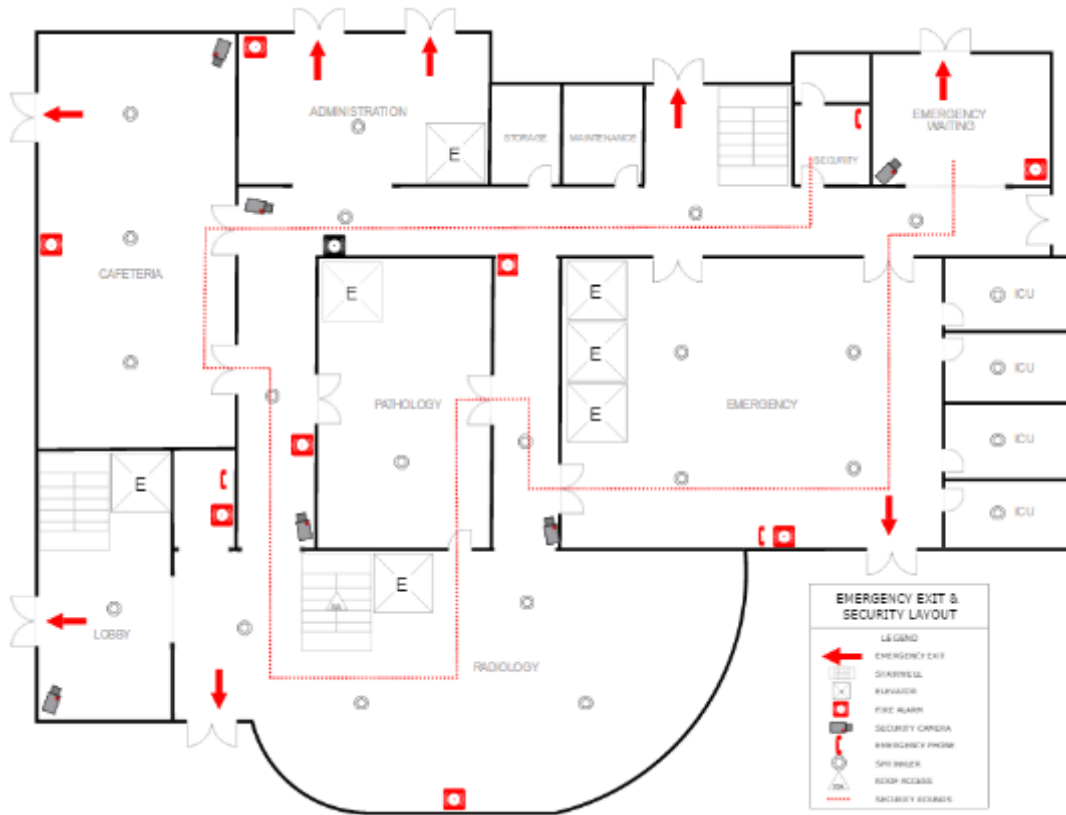 ADMINISTRATION
E
STORAGE
MAINTENANCE
SECURITY
EMERGENCY
WAITING
CAFETERIA
E
PATHOLOGY
E
E
E
EMERGENCY
ICU
ICU
ICU
ICU
E
LOBBY
E
RADIOLOGY
EMERGENCY EXIT &
SECURITY LAYOUT
LEGEND
EMERGENCY EXIT
STAIRWELL
ELEVATOR
FIRE ALARM
SECURITY CAMERA
EMERGENCY PHONE
SPRINKLER
ROOF ACCESS
SECURITY ROUNDS